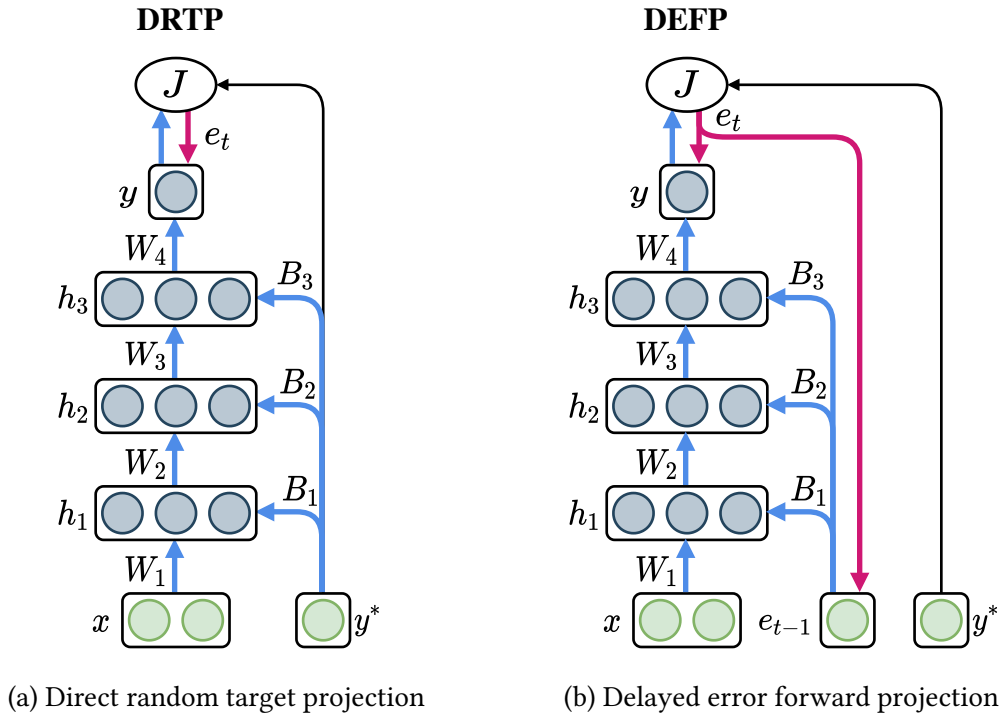 DRTP
J
e_t
y
W_4
B_3
h_3
W_3
B_2
h_2
W_2
B_1
h_1
W_1
x
y*
(a) Direct random target projection
DEFP
J
e_t
y
W_4
B_3
h_3
W_3
B_2
h_2
W_2
B_1
h_1
W_1
x
e_{t-1}
y*
(b) Delayed error forward projection